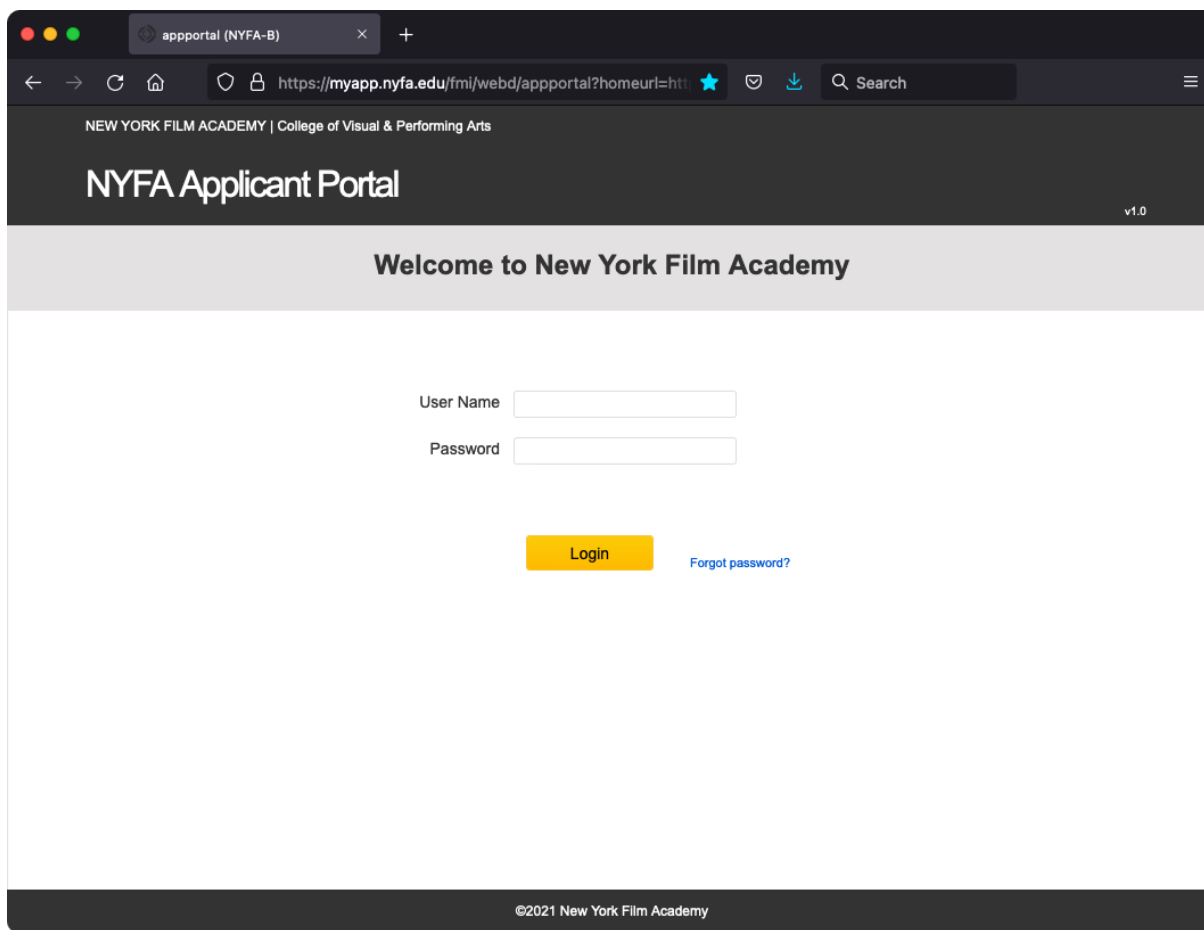 appportal (NYFA-B)
https://myapp.nyfa.edu/fmi/webd/appportal?homeurl=htt
Search
NEW YORK FILM ACADEMY | College of Visual & Performing Arts
NYFA Applicant Portal
v1.0
Welcome to New York Film Academy
User Name
Password
Login
Forgot password?
©2021 New York Film Academy